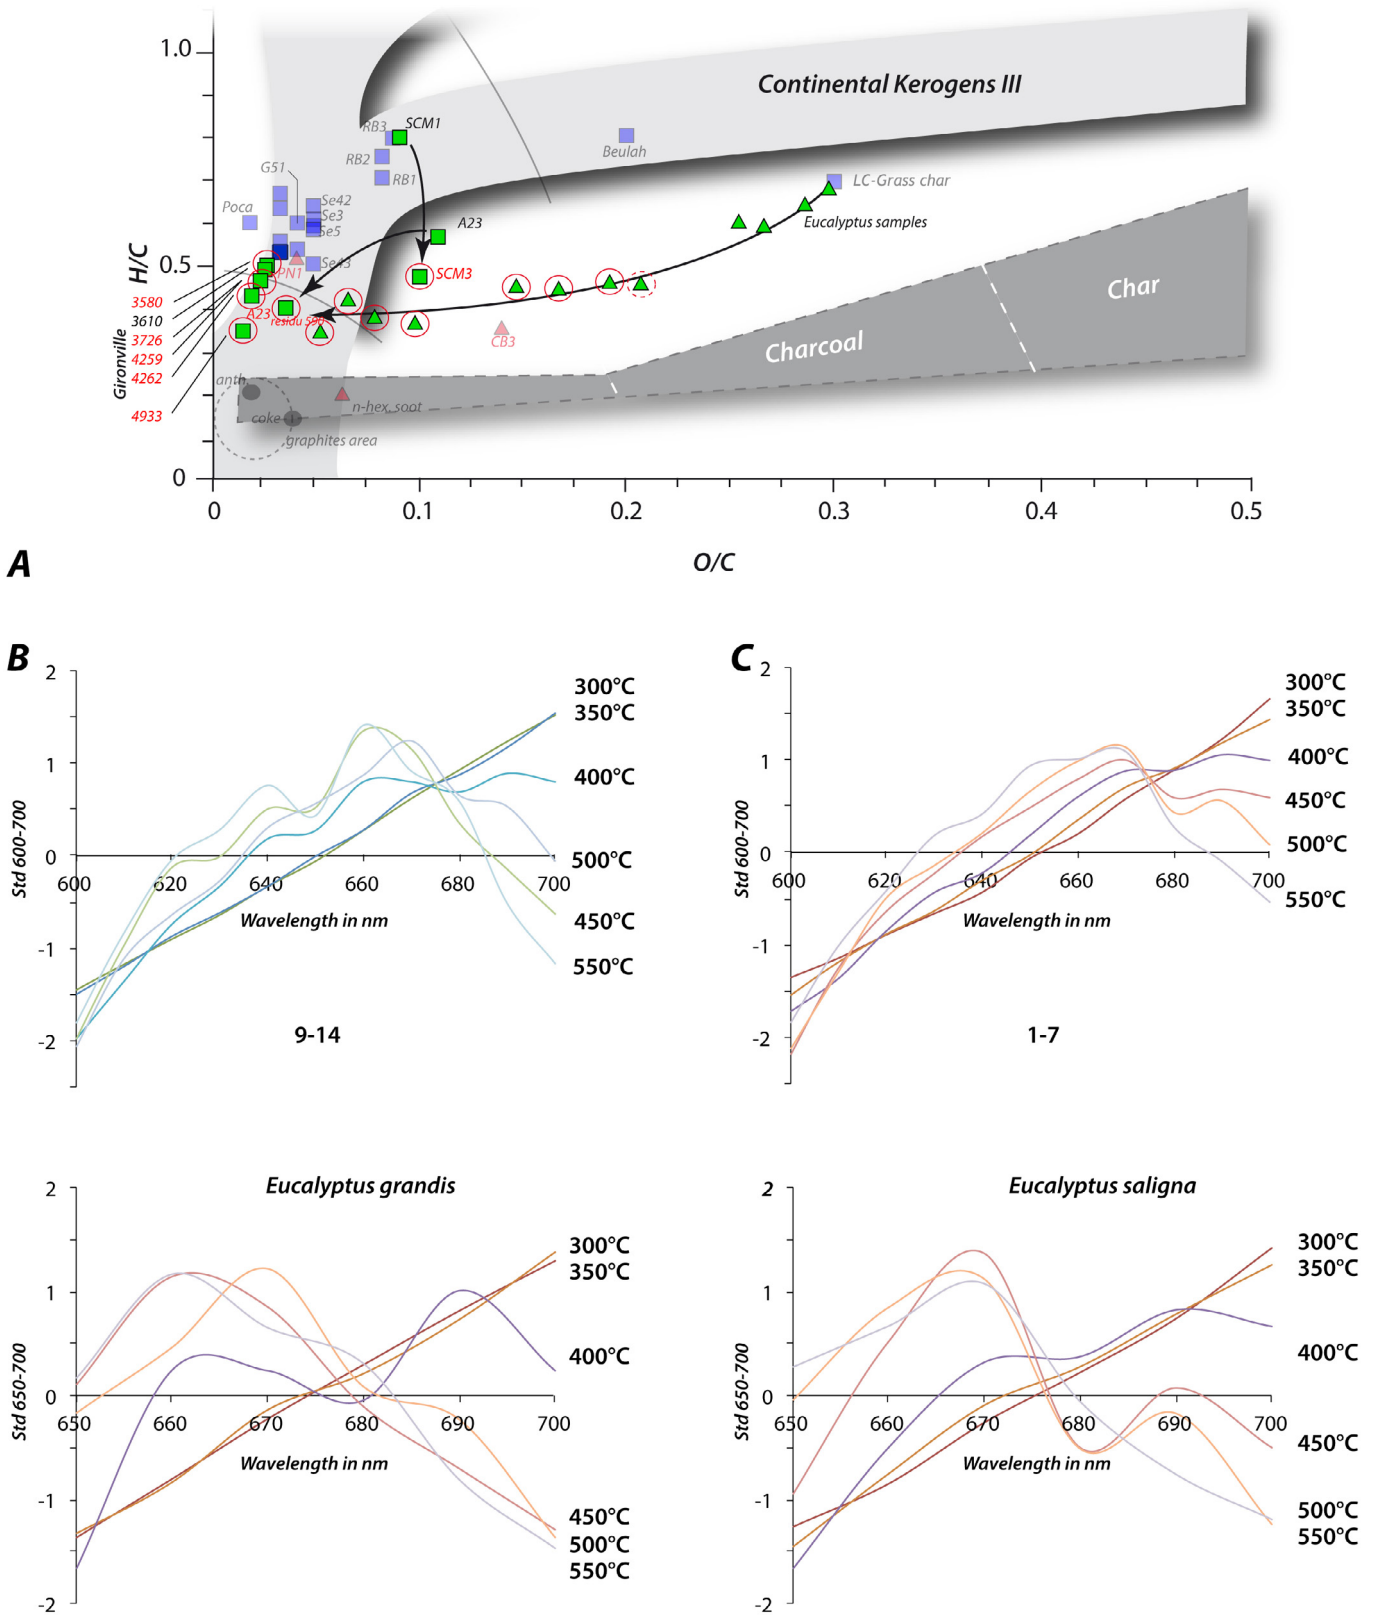 1.0
Continental Kerogens III
RB3
SCM1
RB2
Beulah
G51
RB1
LC-Grass char
Poca
Se42
Se3
Se5
A23
Eucalyptus samples
H/C
0.5
PN1
Se43
SCM3
Char
3580
A23
residu S90
3610
3726
CB3
Charcoal
Gironville
4259
4262
anth.
4933
coke
n-hex. soot
graphites area
0
0
0.1
0.2
0.3
0.4
0.5
O/C
A
B
2
1
0
-1
-2
Std 600-700
600
620
640
660
680
700
Wavelength in nm
300°C
350°C
400°C
500°C
450°C
550°C
9-14
C
2
1
0
-1
-2
Std 600-700
600
620
640
660
680
700
Wavelength in nm
300°C
350°C
400°C
450°C
500°C
550°C
1-7
Eucalyptus grandis
2
1
0
-1
-2
Std 650-700
650
660
670
680
690
700
Wavelength in nm
300°C
350°C
400°C
450°C
500°C
550°C
Eucalyptus saligna
2
1
0
-1
-2
Std 650-700
650
660
670
680
690
700
Wavelength in nm
300°C
350°C
400°C
450°C
500°C
550°C